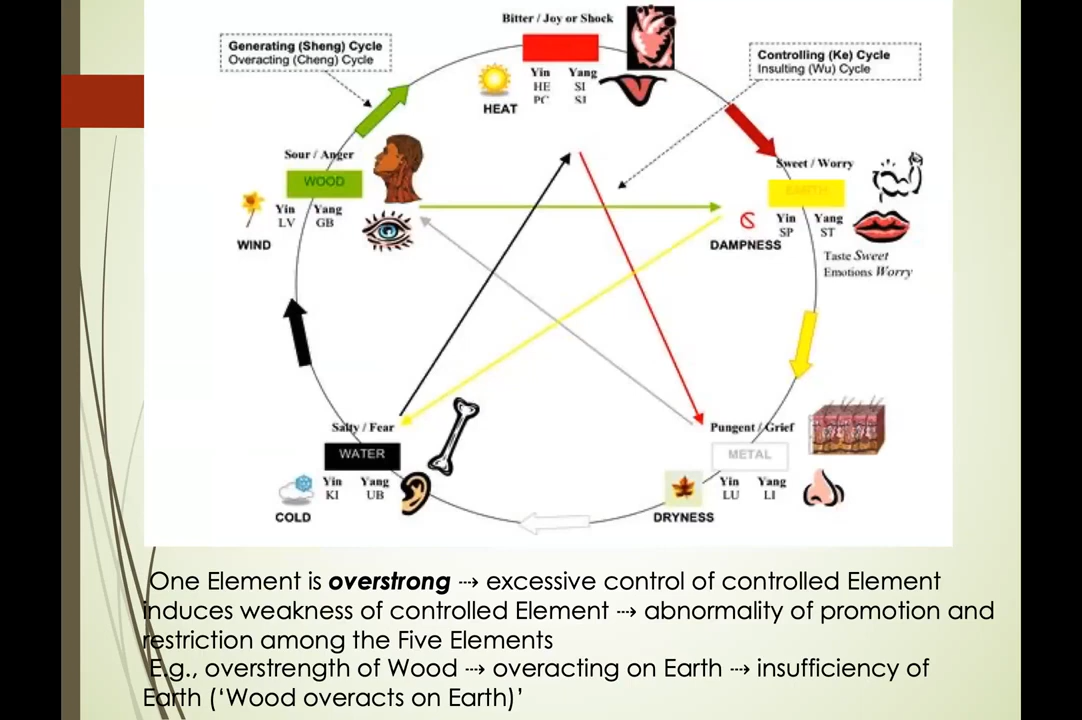 Bitter / Joy or Shock
Generating (Sheng) Cycle
Overacting (Cheng) Cycle
Controlling (Ke) Cycle
Insulting (Wu) Cycle
Yin Yang
HE SI
PC SJ
HEAT
Sour / Anger
WOOD
Yin Yang
LV GB
WIND
Sweet / Worry
EARTH
Yin Yang
SP ST
DAMPNESS
Taste Sweet
Emotions Worry
Salty / Fear
WATER
Yin Yang
KI UB
COLD
Pungent / Grief
METAL
Yin Yang
LU LI
DRYNESS
One Element is overstrong ⇢ excessive control of controlled Element
induces weakness of controlled Element ⇢ abnormality of promotion and
restriction among the Five Elements
E.g., overstrength of Wood ⇢ overacting on Earth ⇢ insufficiency of
Earth (‘Wood overacts on Earth)’